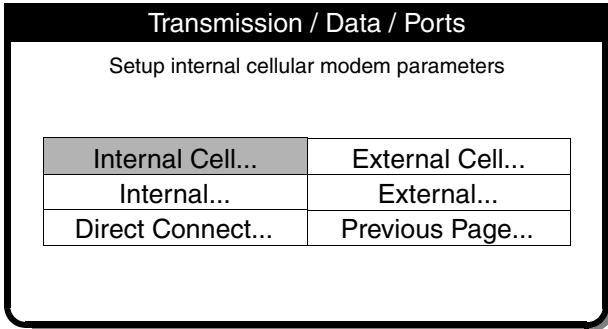 Transmission / Data / Ports
Setup internal cellular modem parameters
Internal Cell... External Cell...
Internal... External...
Direct Connect... Previous Page...